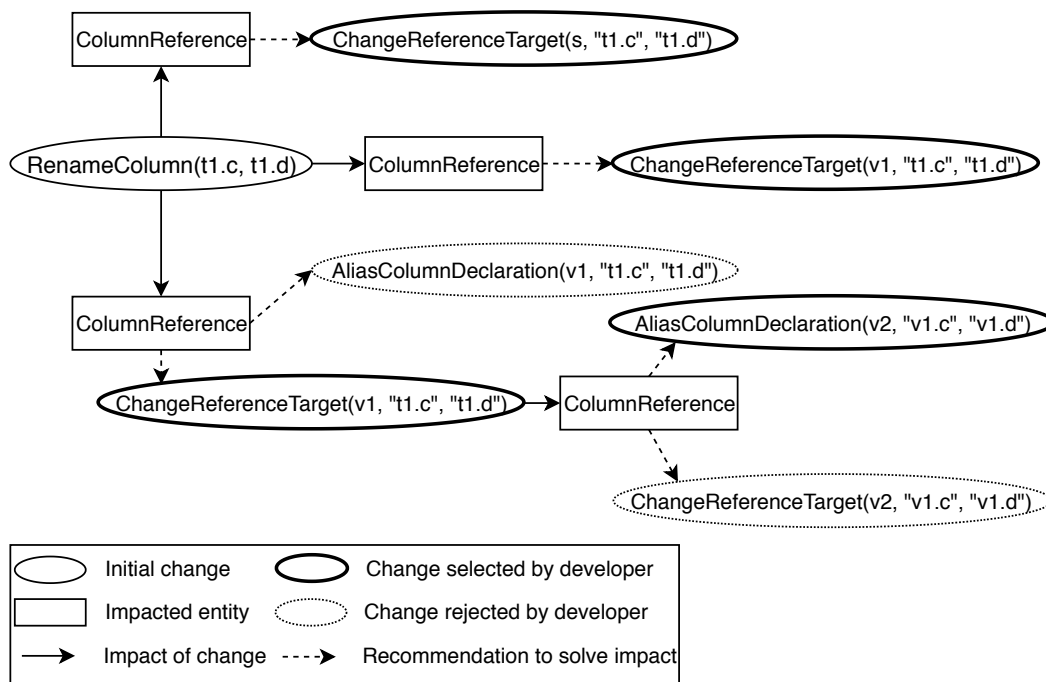 ColumnReference
ChangeReferenceTarget(s, "t1.c", "t1.d")
RenameColumn(t1.c, t1.d)
ColumnReference
ChangeReferenceTarget(v1, "t1.c", "t1.d")
AliasColumnDeclaration(v1, "t1.c", "t1.d")
ColumnReference
AliasColumnDeclaration(v2, "v1.c", "v1.d")
ChangeReferenceTarget(v1, "t1.c", "t1.d")
ColumnReference
ChangeReferenceTarget(v2, "v1.c", "v1.d")
Initial change
Change selected by developer
Impacted entity
Change rejected by developer
Impact of change
Recommendation to solve impact